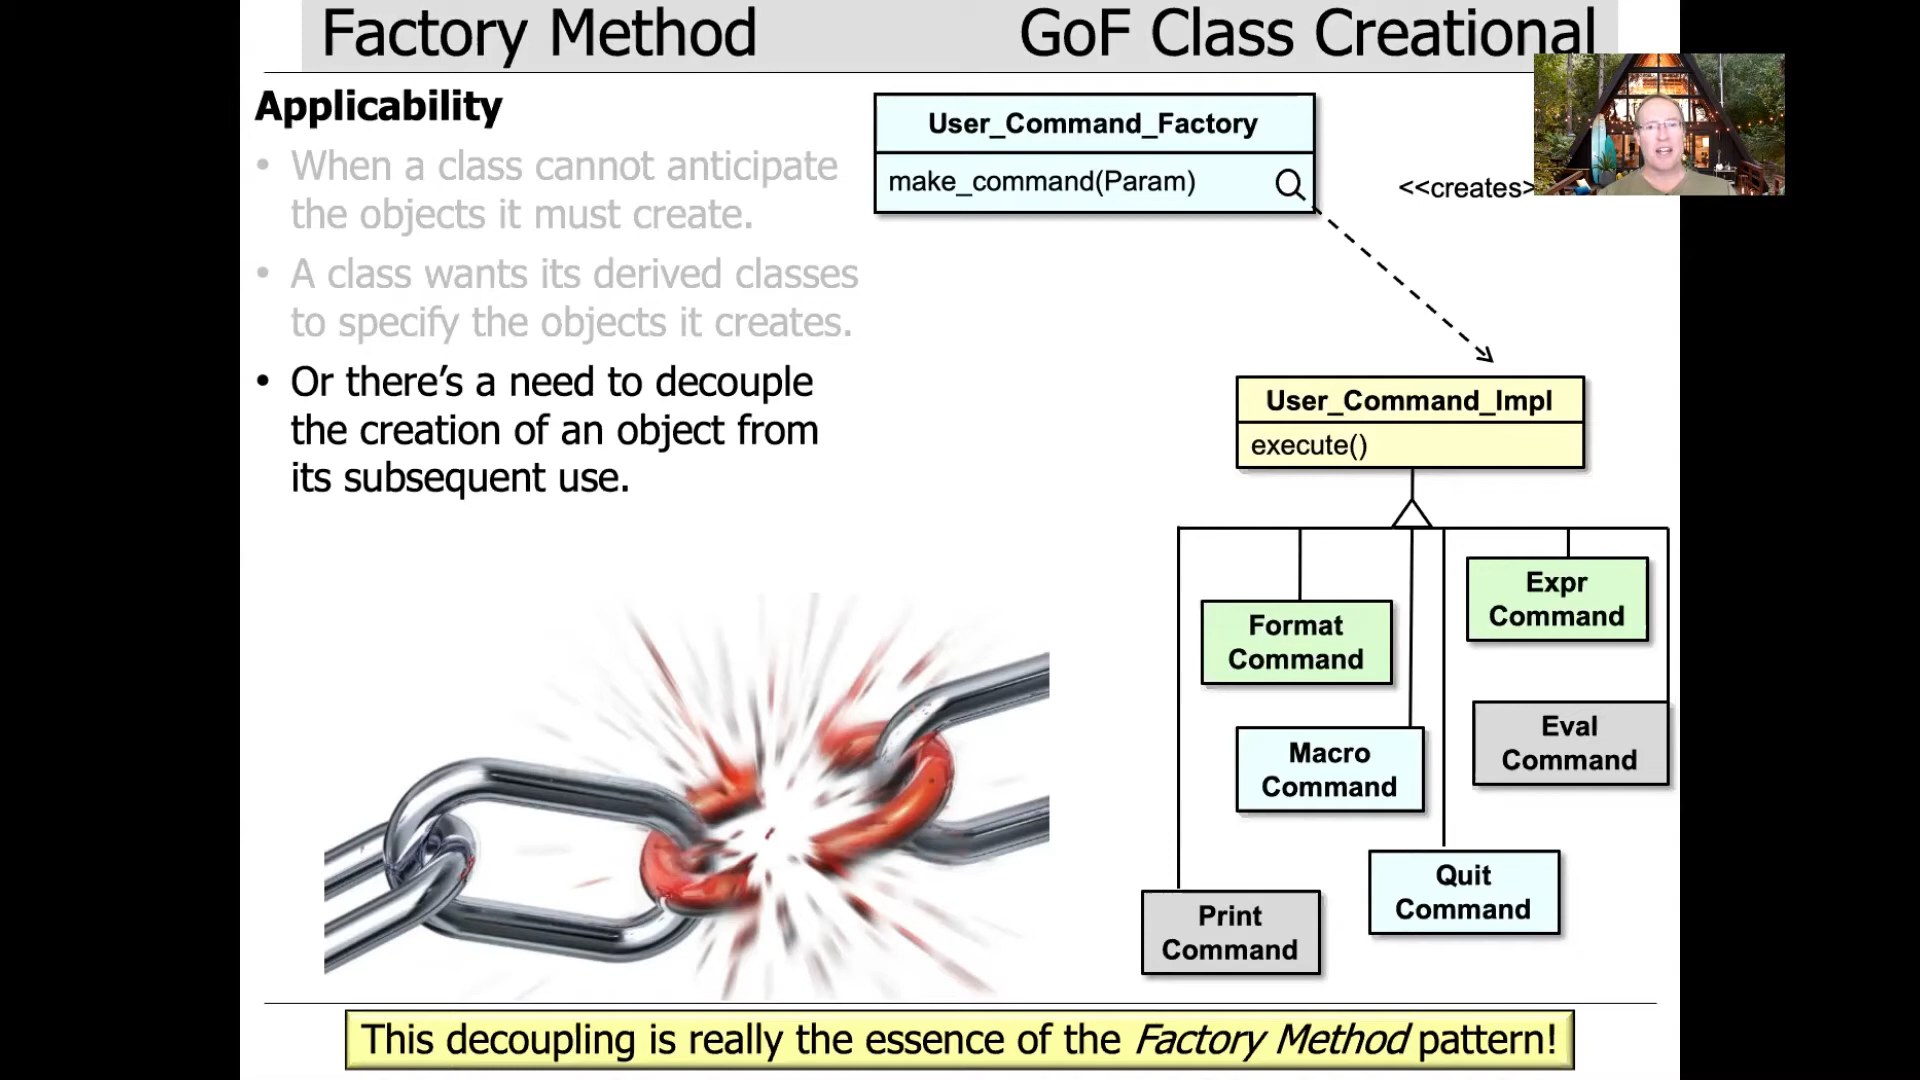 Factory Method
GoF Class Creational
Applicability
• When a class cannot anticipate
the objects it must create.
• A class wants its derived classes
to specify the objects it creates.
• Or there’s a need to decouple
the creation of an object from
its subsequent use.
User_Command_Factory
make_command(Param)
<<creates>
User_Command_Impl
execute()
Expr
Command
Format
Command
Eval
Command
Macro
Command
Quit
Command
Print
Command
This decoupling is really the essence of the Factory Method pattern!